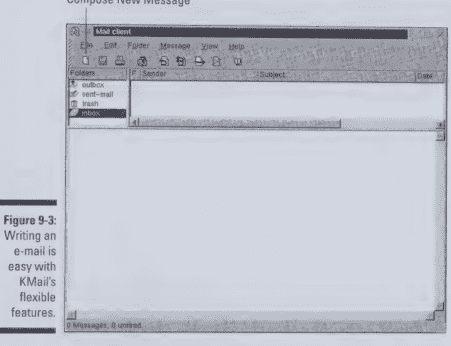 Compose New Message
Mail client
File Edit Folder Message View Help
Folders
F Sender Subject Date
outbox
sent-mail
trash
inbox
0 Messages, 0 unread
Figure 9-3:
Writing an
e-mail is
easy with
KMail's
flexible
features.